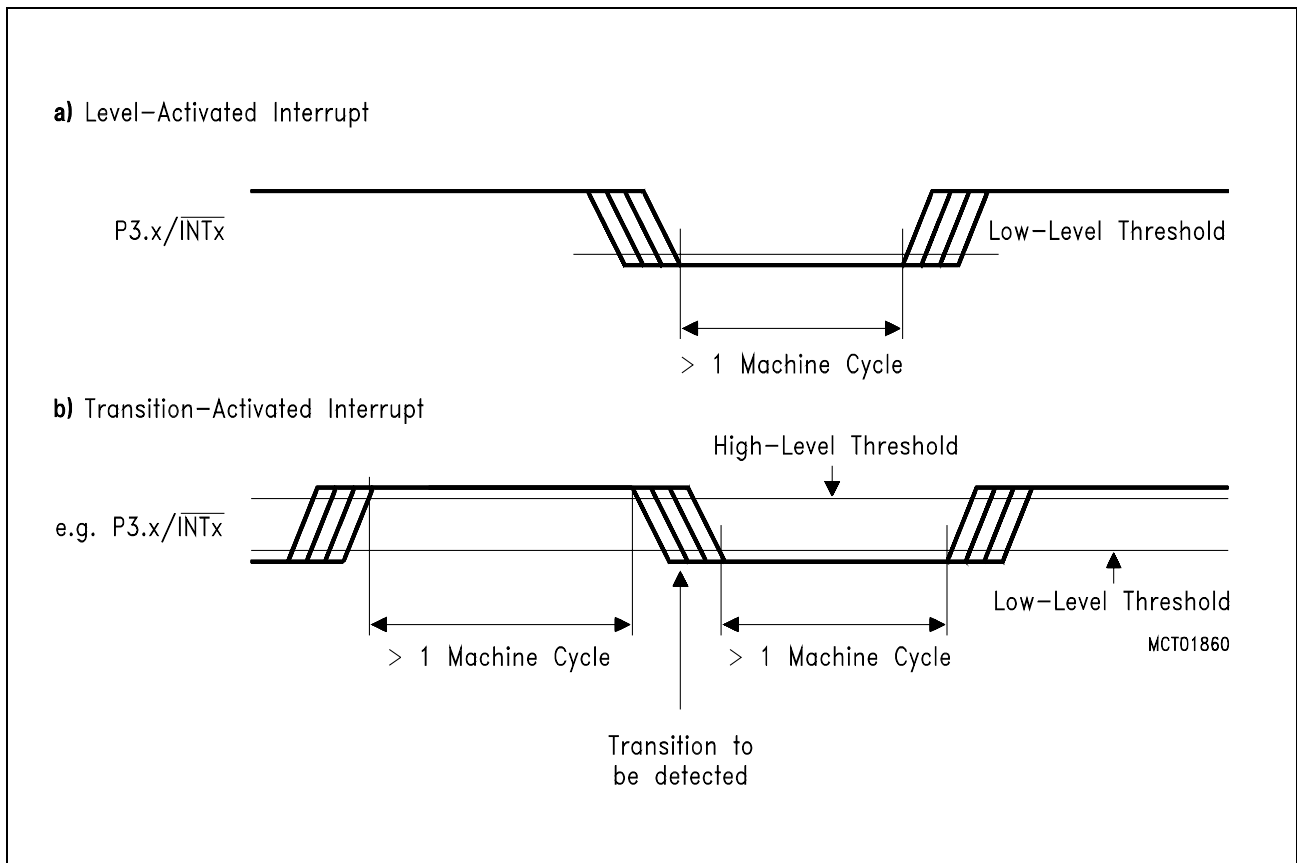 a) Level-Activated Interrupt
P3.x/INTx
Low-Level Threshold
> 1 Machine Cycle
b) Transition-Activated Interrupt
High-Level Threshold
e.g. P3.x/INTx
Low-Level Threshold
MCT01860
> 1 Machine Cycle
> 1 Machine Cycle
Transition to
be detected